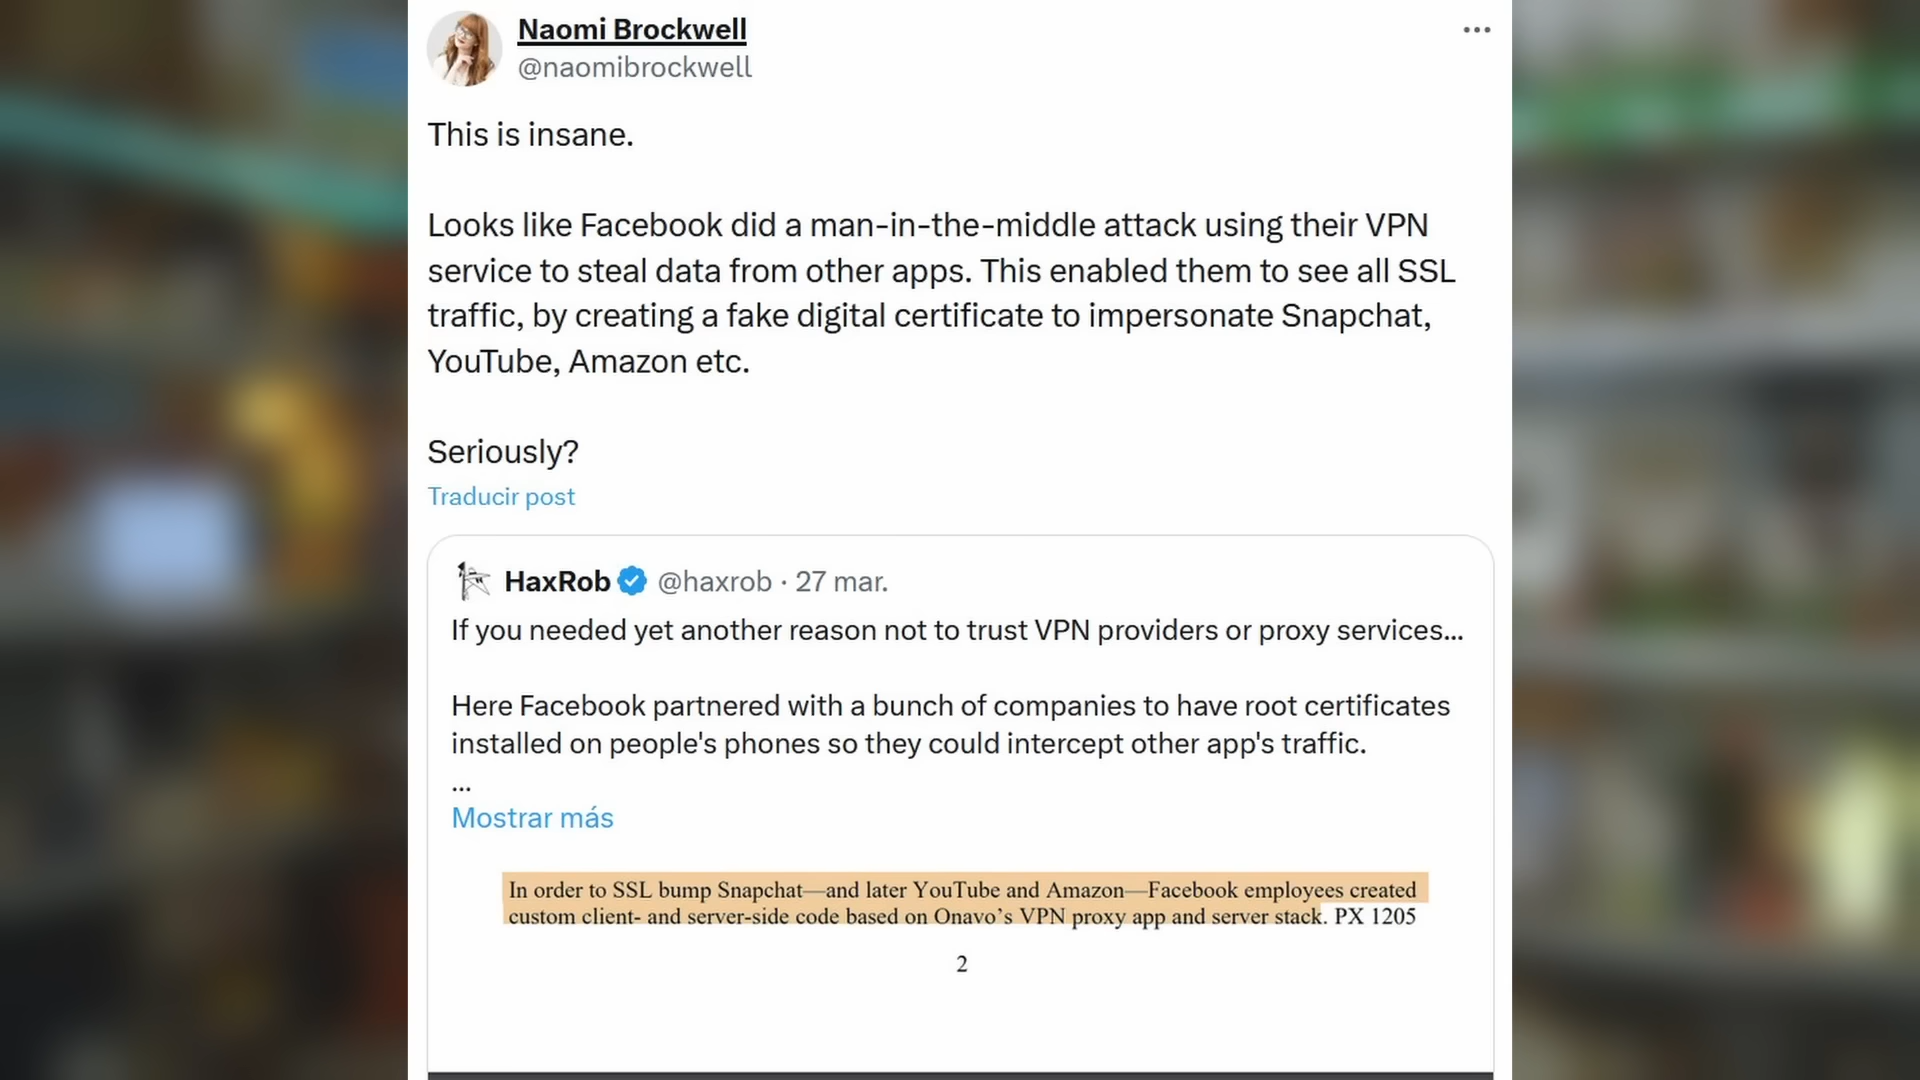 Naomi Brockwell
@naomibrockwell
This is insane.
Looks like Facebook did a man-in-the-middle attack using their VPN
service to steal data from other apps. This enabled them to see all SSL
traffic, by creating a fake digital certificate to impersonate Snapchat,
YouTube, Amazon etc.
Seriously?
Traducir post
HaxRob @haxrob · 27 mar.
If you needed yet another reason not to trust VPN providers or proxy services...
Here Facebook partnered with a bunch of companies to have root certificates
installed on people's phones so they could intercept other app's traffic.
...
Mostrar más
In order to SSL bump Snapchat—and later YouTube and Amazon—Facebook employees created
custom client- and server-side code based on Onavo’s VPN proxy app and server stack. PX 1205
2